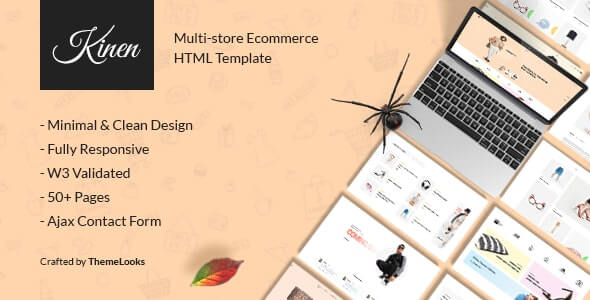 Kinen
Multi-store Ecommerce
HTML Template
- Minimal & Clean Design
- Fully Responsive
- W3 Validated
- 50+ Pages
- Ajax Contact Form
Crafted by ThemeLooks